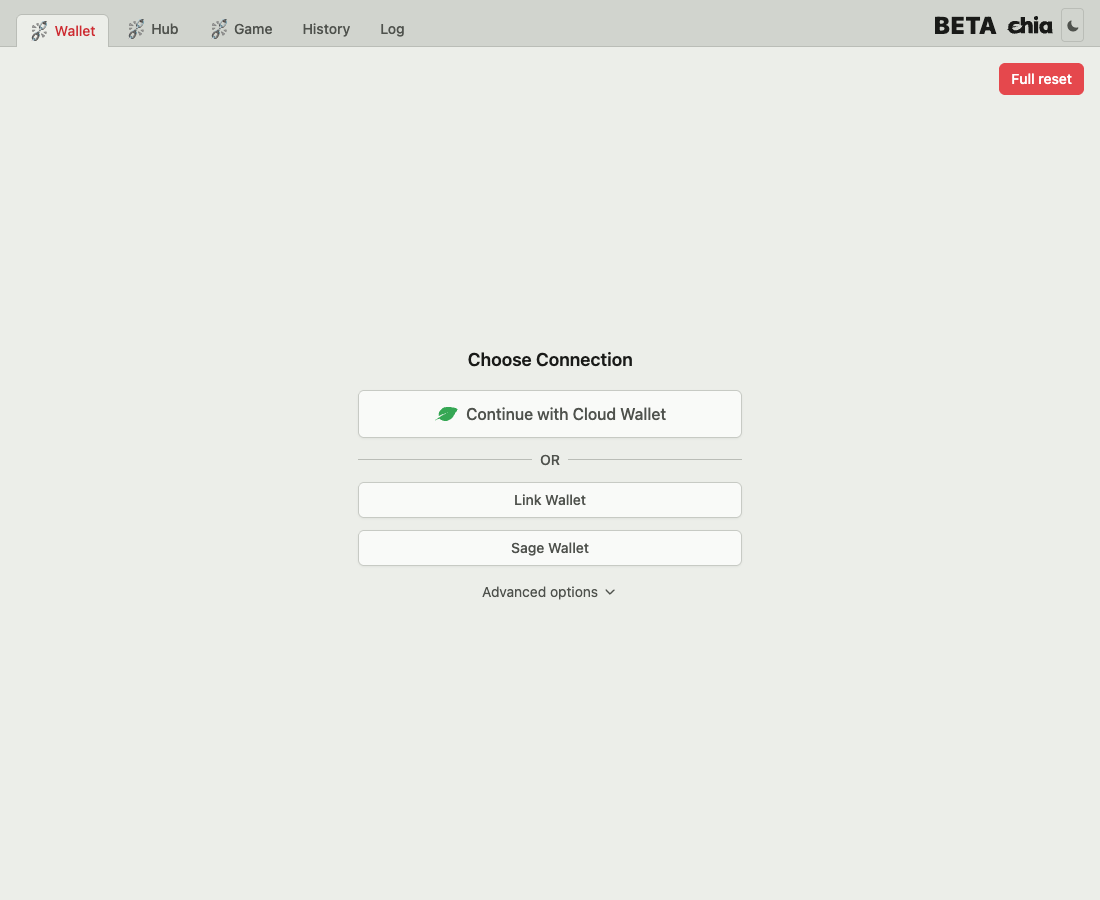 Wallet
Hub
Game
History
Log
BETA chia
Full reset
Choose Connection
Continue with Cloud Wallet
OR
Link Wallet
Sage Wallet
Advanced options